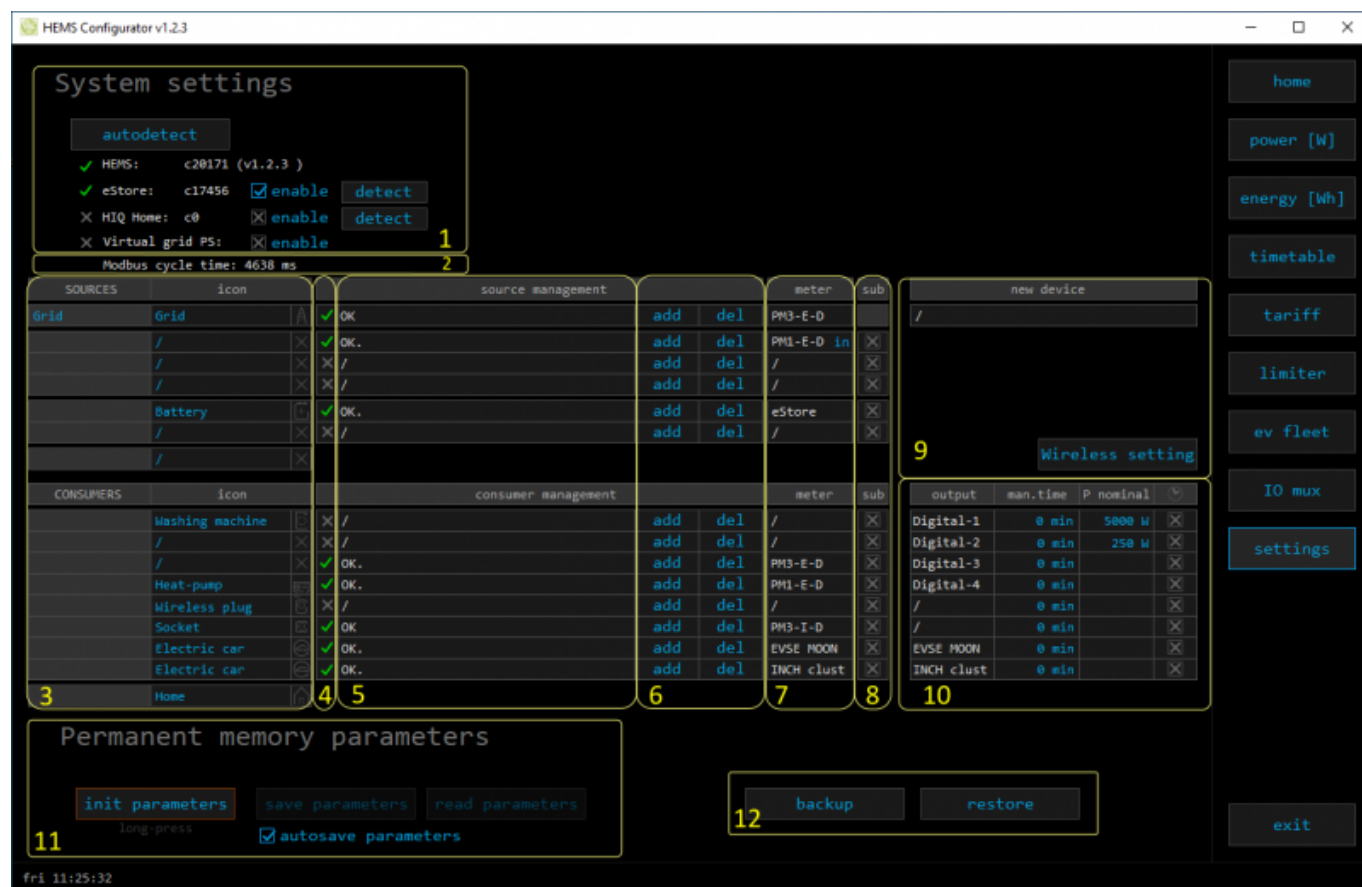 HEMS Configurator v1.2.3
System settings
home
autodetect
power [W]
HEMS: c20171 (v1.2.3 )
eStore: c17456 enable detect
energy [Wh]
HIQ Home: c0 enable detect
Virtual grid PS: enable 1
Modbus cycle time: 4638 ms 2
timetable
SOURCES icon source management meter sub new device
Grid Grid OK add del PM3-E-D /
tariff
/ OK. add del PM1-E-D in
/ / add del /
/ / add del /
limiter
Battery OK. add del eStore
/ / add del /
ev fleet
/
9 Wireless setting
CONSUMERS icon consumer management meter sub output man.time P nominal
IO mux
Washing machine / add del / Digital-1 0 min 5000 W
/ / add del / Digital-2 0 min 250 W
settings
/ OK. add del PM3-E-D Digital-3 0 min
Heat-pump OK. add del PM1-E-D Digital-4 0 min
Wireless plug / add del / / 0 min
Socket OK add del PM3-I-D / 0 min
Electric car OK. add del EVSE MOON EVSE MOON 0 min
Electric car OK. add del INCH clust INCH clust 0 min
3 Home 4 5 6 7 8 10
Permanent memory parameters
init parameters save parameters read parameters backup restore
12
long-press
autosave parameters
exit
11
fri 11:25:32